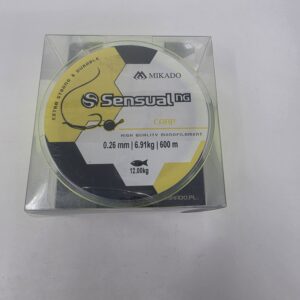 EXTRA STRONG & DURABLE
MIKADO
Sensual NG
CARP
HIGH QUALITY MONOFILAMENT
0.26 mm | 6.91kg | 600 m
12.00kg